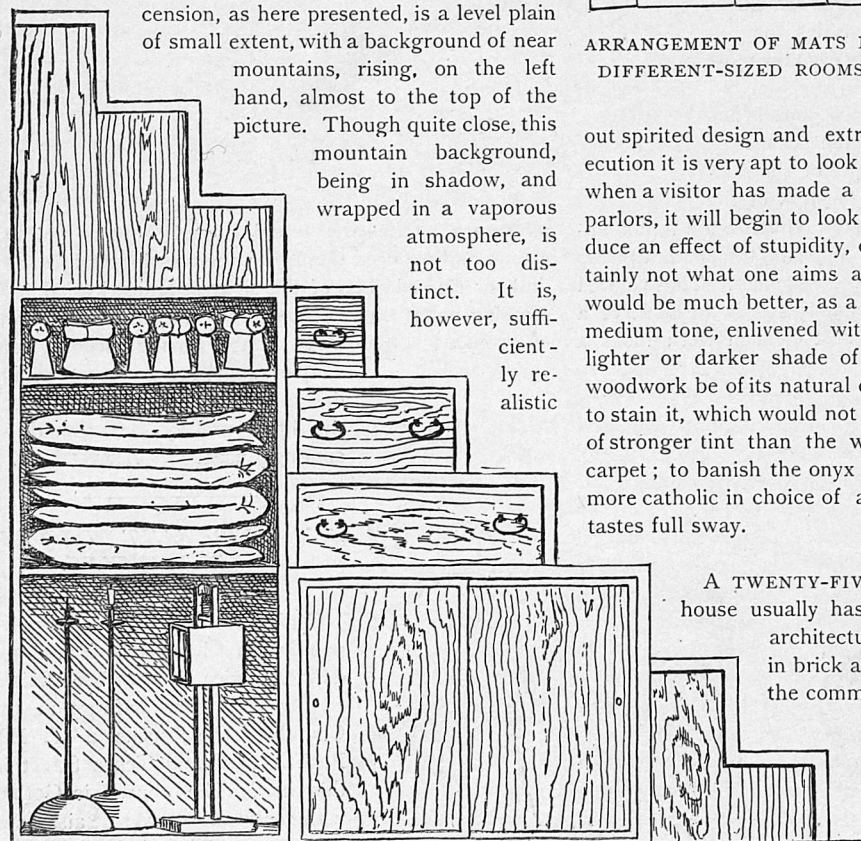 cension, as here presented, is a level plain
of small extent, with a background of near
mountains, rising, on the left
hand, almost to the top of the
picture. Though quite close, this
mountain background,
being in shadow, and
wrapped in a vaporous
atmosphere, is
not too dis-
tinct. It is,
however, suffi-
cient-
ly re-
alistic
ARRANGEMENT OF MATS
DIFFERENT-SIZED ROOMS
out spirited design and extr
ecution it is very apt to look
when a visitor has made a
parlors, it will begin to look
duce an effect of stupidity,
tainly not what one aims a
would be much better, as a
medium tone, enlivened wit
lighter or darker shade of
woodwork be of its natural
to stain it, which would not
of stronger tint than the w
carpet; to banish the onyx
more catholic in choice of a
tastes full sway.
A TWENTY-FIV
house usually has
architectu
in brick a
the comm